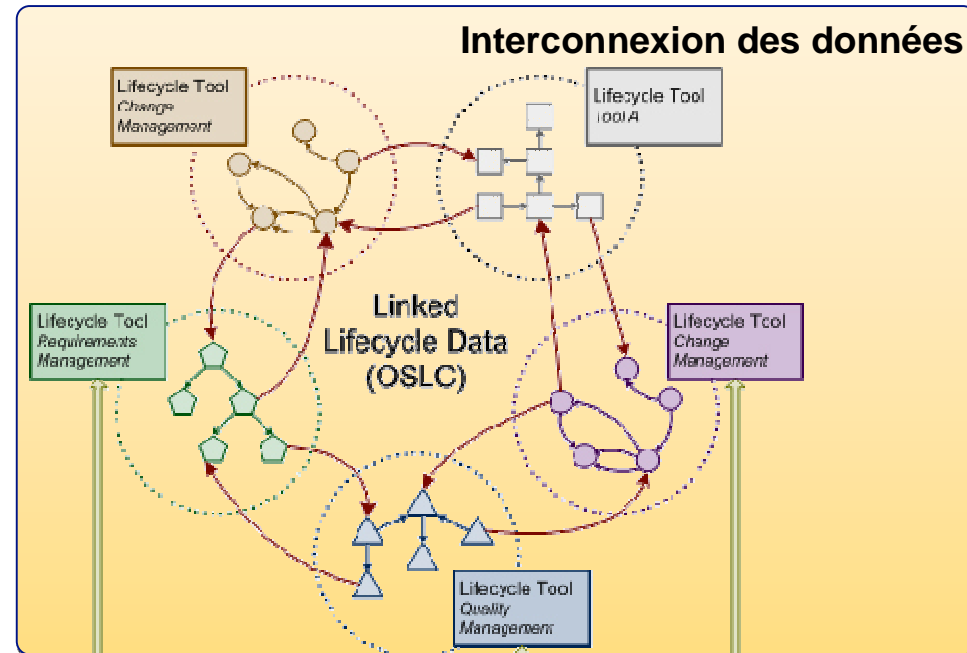 Interconnexion des données
Lifecycle Tool
Change
Management
Lifecycle Tool
Tool A
Linked
Lifecycle Data
(OSLC)
Lifecycle Tool
Requirements
Management
Lifecycle Tool
Change
Management
Lifecycle Tool
Quality
Management